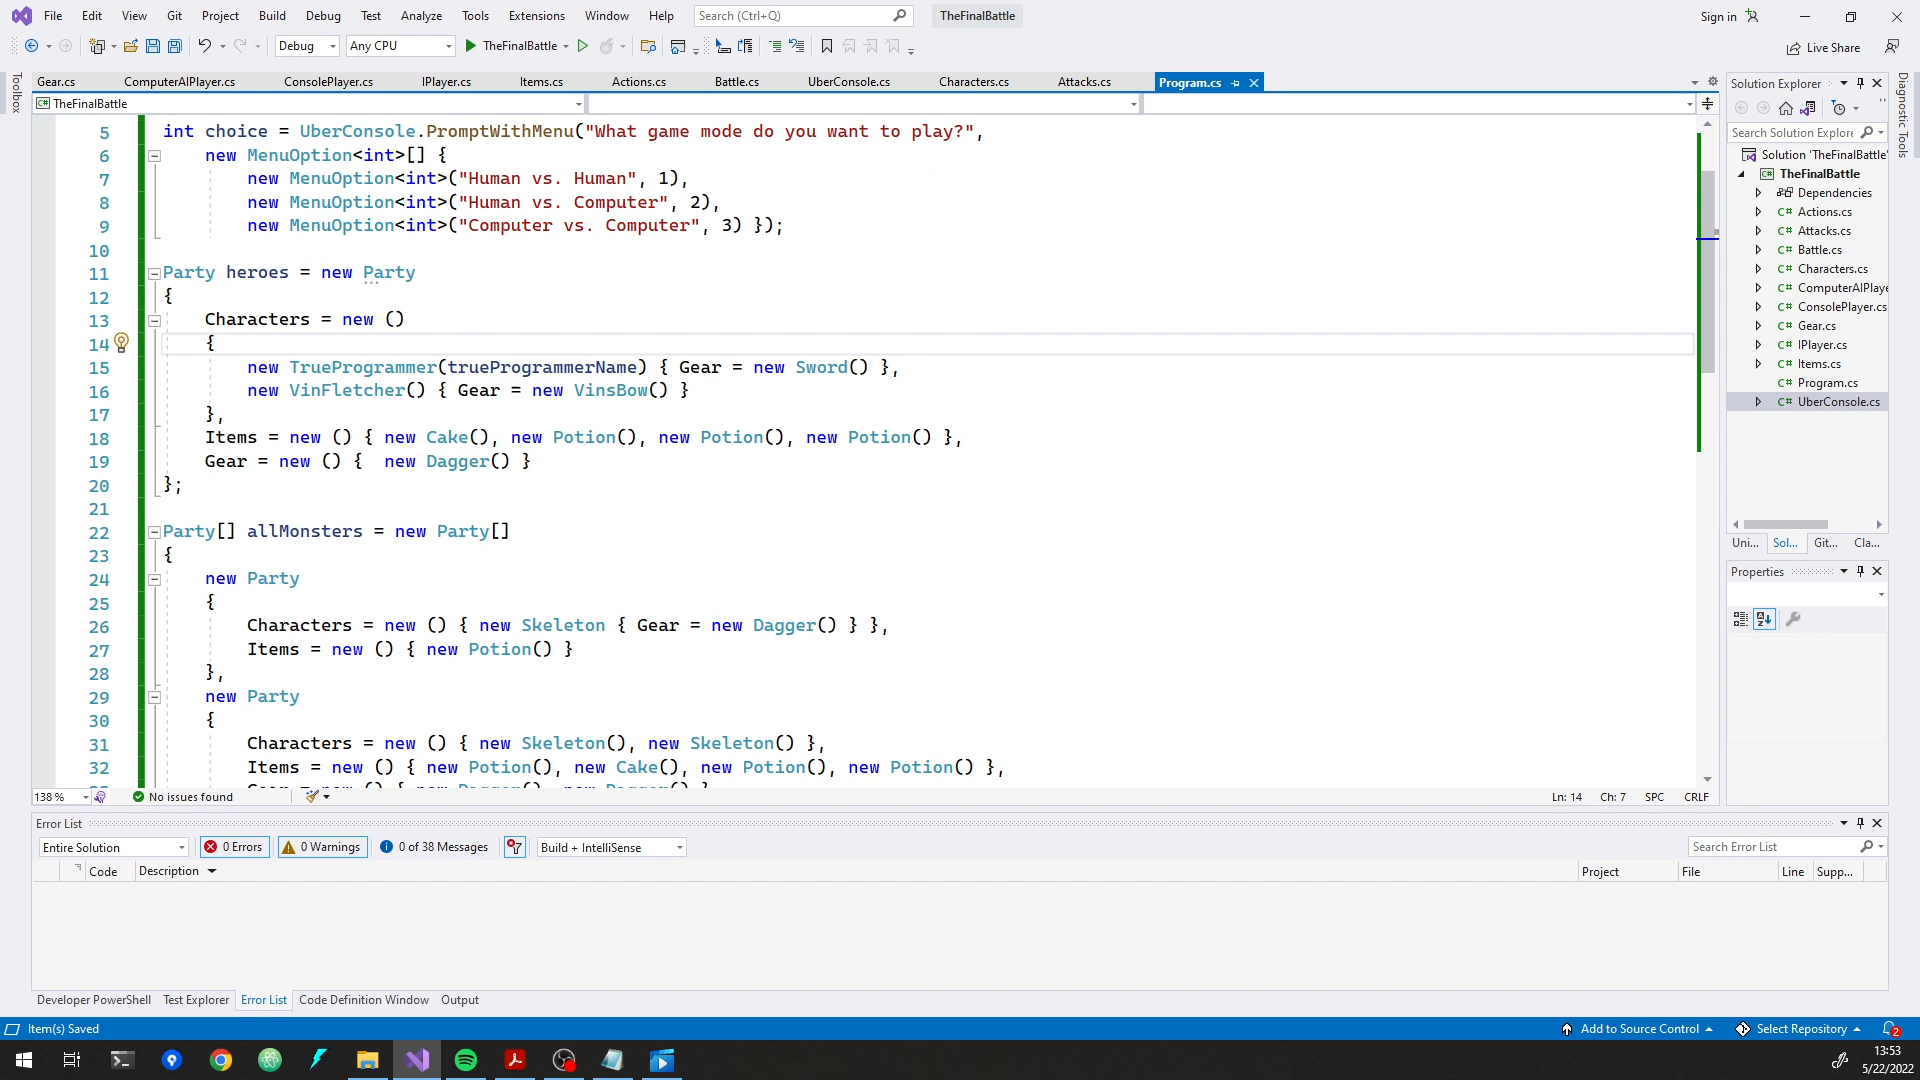 File Edit View Git Project Build Debug Test Analyze Tools Extensions Window Help Search (Ctrl+Q) TheFinalBattle Sign in
Debug Any CPU TheFinalBattle Live Share
Toolbox
Gear.cs ComputerAIPlayer.cs ConsolePlayer.cs IPlayer.cs Items.cs Actions.cs Battle.cs UberConsole.cs Characters.cs Attacks.cs Program.cs
C# TheFinalBattle
5 int choice = UberConsole.PromptWithMenu("What game mode do you want to play?",
6 new MenuOption<int>[] {
7 new MenuOption<int>("Human vs. Human", 1),
8 new MenuOption<int>("Human vs. Computer", 2),
9 new MenuOption<int>("Computer vs. Computer", 3) });
10
11 Party heroes = new Party
12 {
13 Characters = new ()
14 {
15 new TrueProgrammer(trueProgrammerName) { Gear = new Sword() },
16 new VinFletcher() { Gear = new VinsBow() }
17 },
18 Items = new () { new Cake(), new Potion(), new Potion(), new Potion() },
19 Gear = new () {  new Dagger() }
20 };
21
22 Party[] allMonsters = new Party[]
23 {
24 new Party
25 {
26 Characters = new () { new Skeleton { Gear = new Dagger() } },
27 Items = new () { new Potion() }
28 },
29 new Party
30 {
31 Characters = new () { new Skeleton(), new Skeleton() },
32 Items = new () { new Potion(), new Cake(), new Potion(), new Potion() },
138 % No issues found Ln: 14 Ch: 7 SPC CRLF
Solution Explorer
Search Solution Explore
Solution 'TheFinalBattle'
C# TheFinalBattle
Dependencies
C# Actions.cs
C# Attacks.cs
C# Battle.cs
C# Characters.cs
C# ComputerAIPlaye
C# ConsolePlayer.cs
C# Gear.cs
C# IPlayer.cs
C# Items.cs
C# Program.cs
C# UberConsole.cs
Uni... Sol... Git... Cla...
Properties
Diagnostic Tools
Error List
Entire Solution 0 Errors 0 Warnings 0 of 38 Messages Build + IntelliSense Search Error List
Code Description Project File Line Supp...
Developer PowerShell Test Explorer Error List Code Definition Window Output
Item(s) Saved Add to Source Control Select Repository 2
13:53
5/22/2022